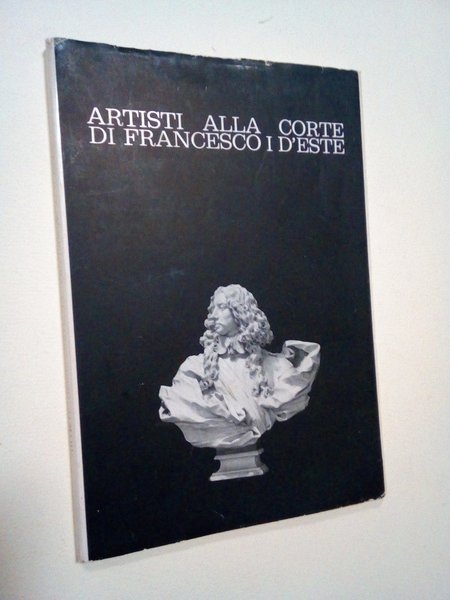 ARTISTI ALLA CORTE
DI FRANCESCO I D'ESTE